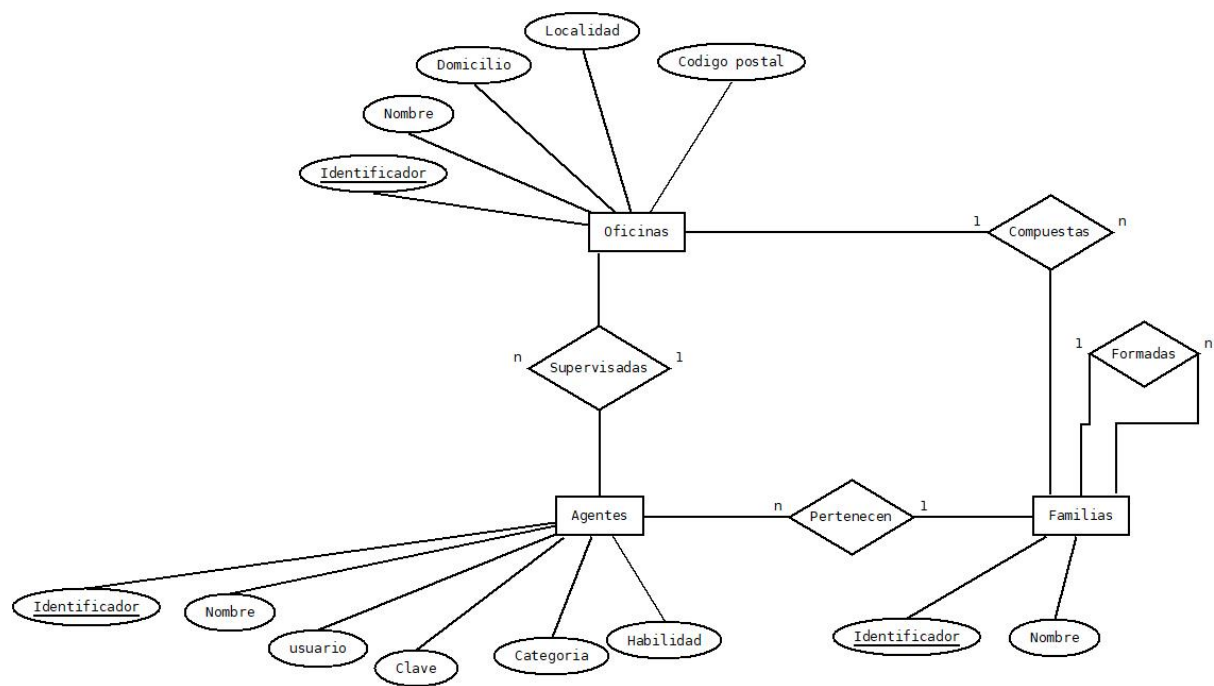 Localidad
Domicilio
Codigo postal
Nombre
Identificador
Oficinas
1
Compuestas
n
1
Formadas
n
n
Supervisadas
1
Agentes
n
Pertenecen
1
Familias
Identificador
Nombre
usuario
Clave
Categoria
Habilidad
Identificador
Nombre